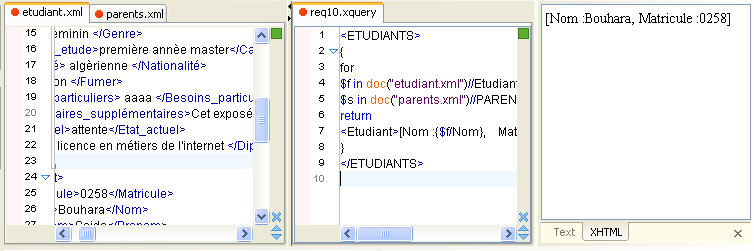 etudiant.xml
parents.xml
15 éminin </Genre>
16 _etude>première annèe master</Ca
17 é> algèrienne </Nationalité>
18 on </Fumer>
19 particuliers> aaaa </Besoins_particu
20 aires_supplémentaires>Cet exposé
21 el>attente</Etat_actuel>
22 licence en métiers de l'internet </Dip
23
24 t>
25 ule>0258</Matricule>
26 >Bouhara</Nom>
27
req10.xquery
1 <ETUDIANTS>
2 {
3 for
4 $f in doc("etudiant.xml")//Etudian
5 $s in doc("parents.xml")//PAREN
6 return
7 <Etudiant>[Nom :{$f/Nom}, Mat
8 }
9 </ETUDIANTS>
10
[Nom :Bouhara, Matricule :0258]
Text XHTML